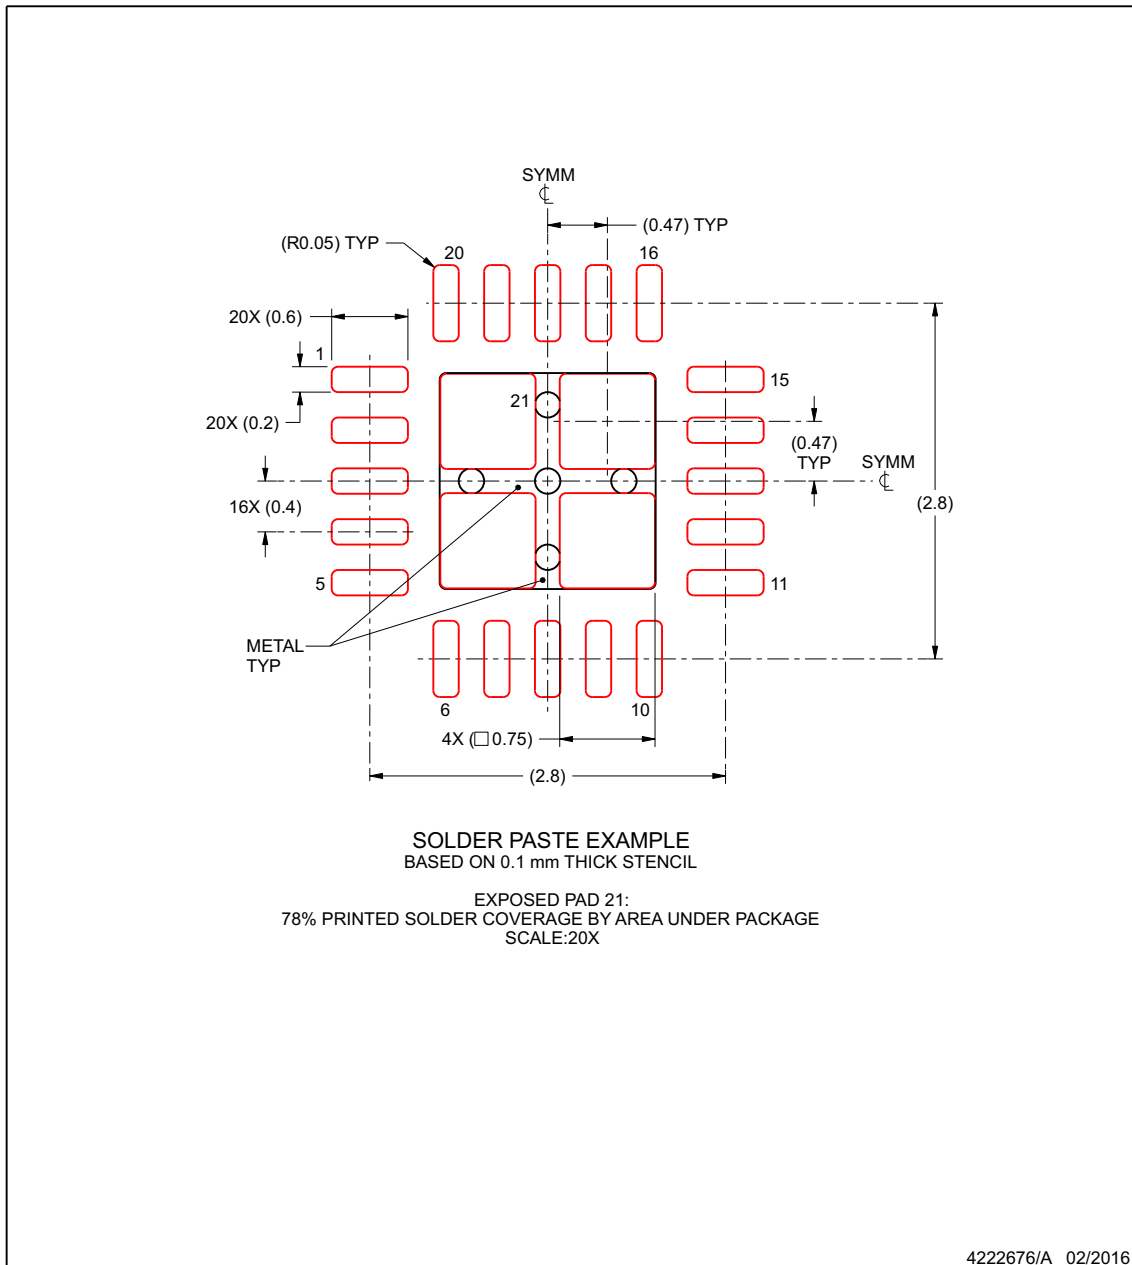 SYMM
℄
(0.47) TYP
(R0.05) TYP
20
16
20X (0.6)
1
15
21
20X (0.2)
(0.47)
TYP
SYMM
℄
16X (0.4)
(2.8)
5
11
METAL
TYP
6
10
4X (□ 0.75)
(2.8)
SOLDER PASTE EXAMPLE
BASED ON 0.1 mm THICK STENCIL
EXPOSED PAD 21:
78% PRINTED SOLDER COVERAGE BY AREA UNDER PACKAGE
SCALE:20X
4222676/A 02/2016